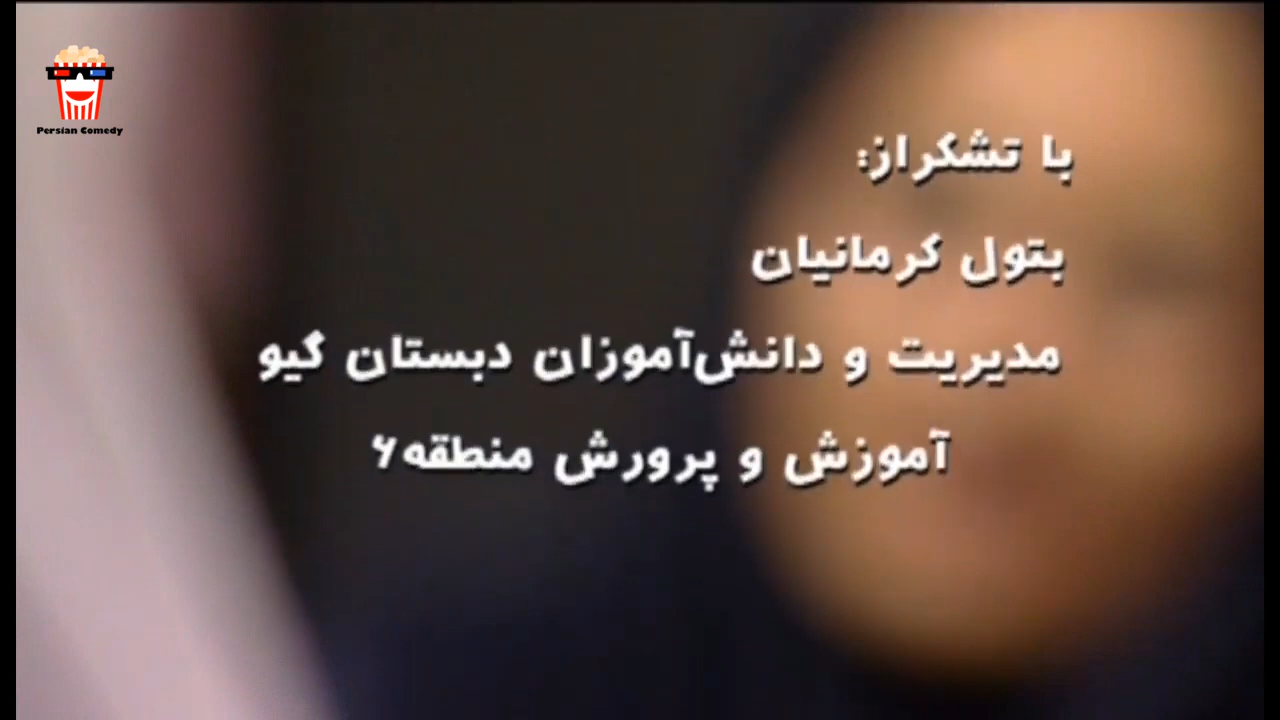 Persian Comedy
با تشکراز:
بتول کرمانیان
مدیریت و دانش‌آموزان دبستان گیو
آموزش و پرورش منطقه۶